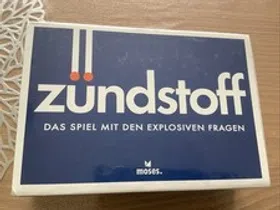 zündstoff
DAS SPIEL MIT DEN EXPLOSIVEN FRAGEN
moses.